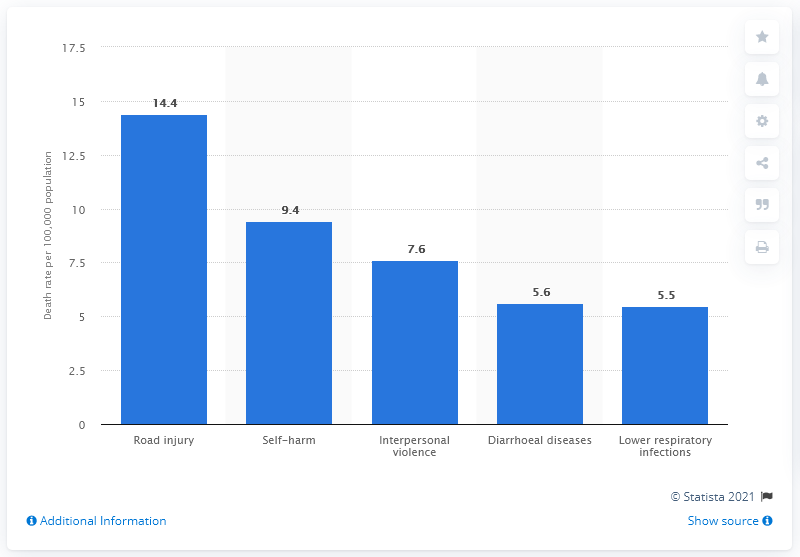 17.5
15
12.5
10
7.5
5
2.5
0
Death rate per 100,000 population
14.4
9.4
7.6
5.6
5.5
Road injury
Self-harm
Interpersonal
violence
Diarrhoeal diseases
Lower respiratory
infections
© Statista 2021
Additional Information
Show source